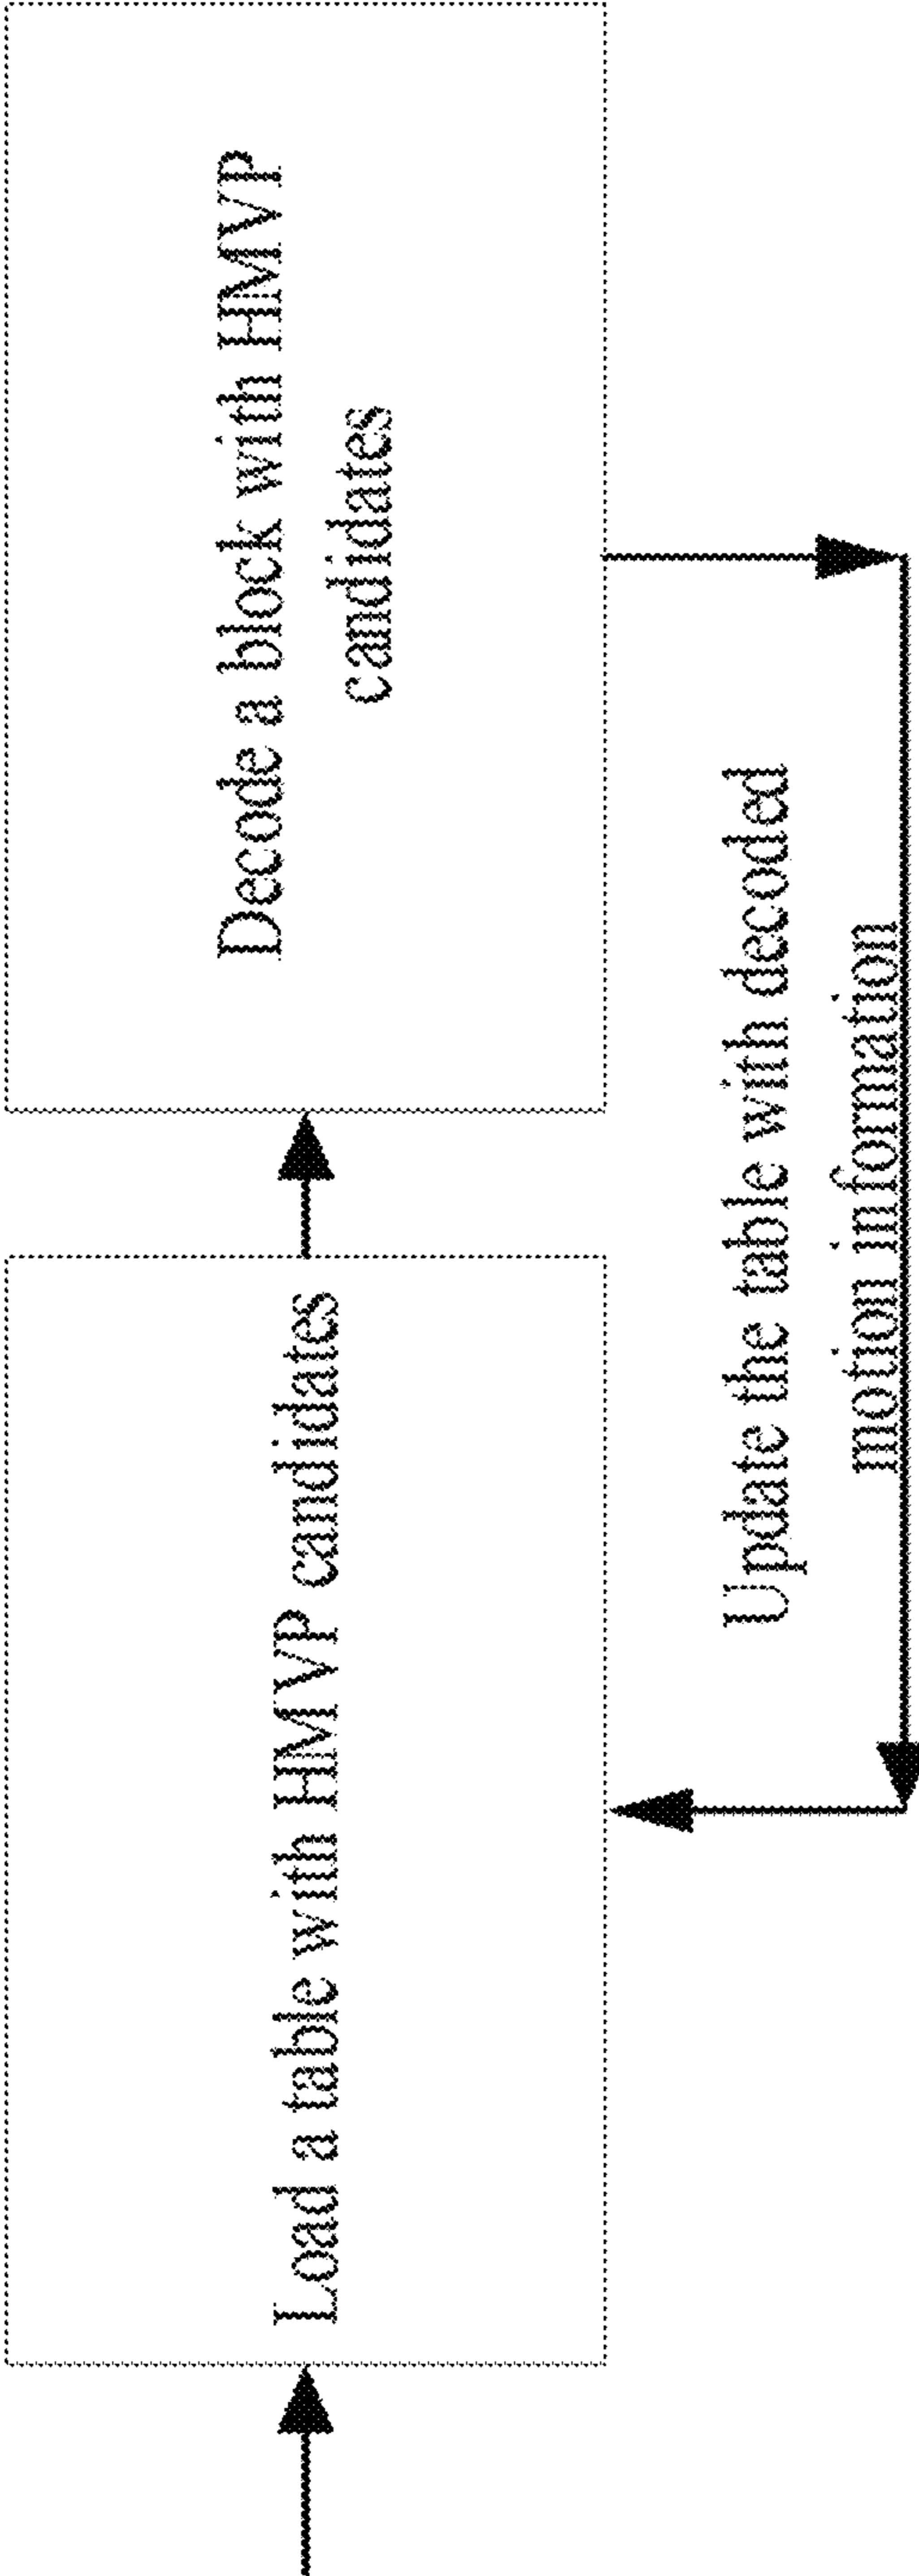 Load a table with HMVP candidates
Decode a block with HMVP
candidates
Update the table with decoded
motion information